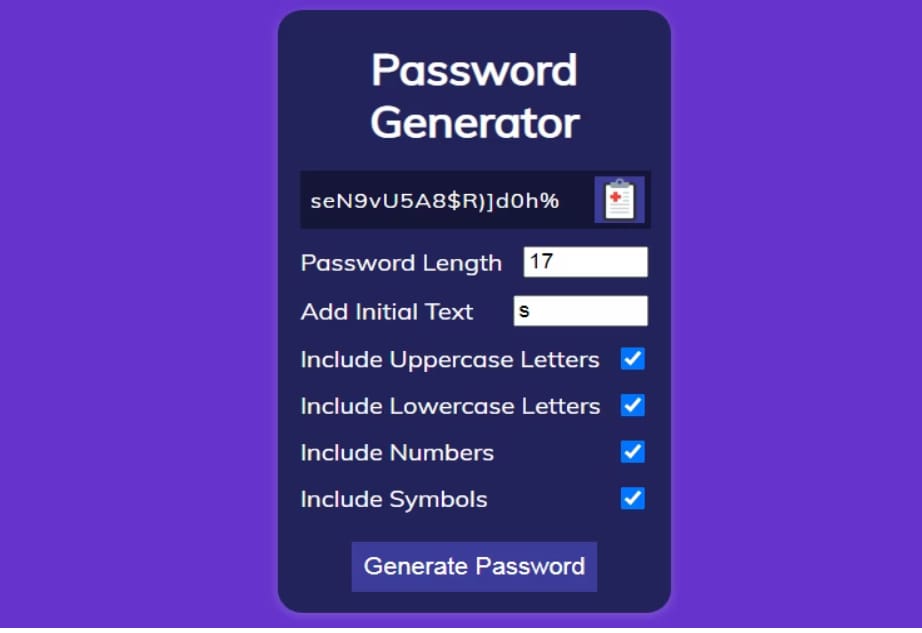 Password
Generator
seN9vU5A8$R)]d0h%
Password Length 17
Add Initial Text s
Include Uppercase Letters
Include Lowercase Letters
Include Numbers
Include Symbols
Generate Password